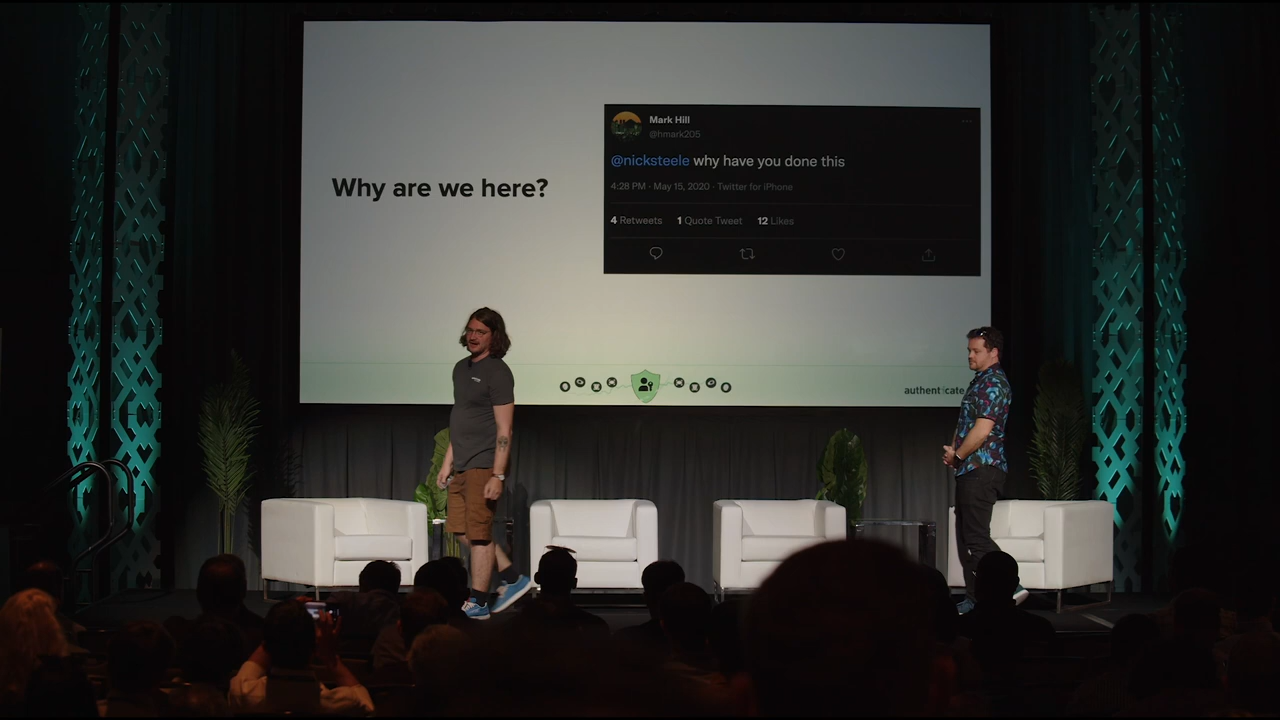 Why are we here?
Mark Hill
@hmark205
@nicksteele why have you done this
4:28 PM · May 15, 2020 · Twitter for iPhone
4 Retweets 1 Quote Tweet 12 Likes
authenticate